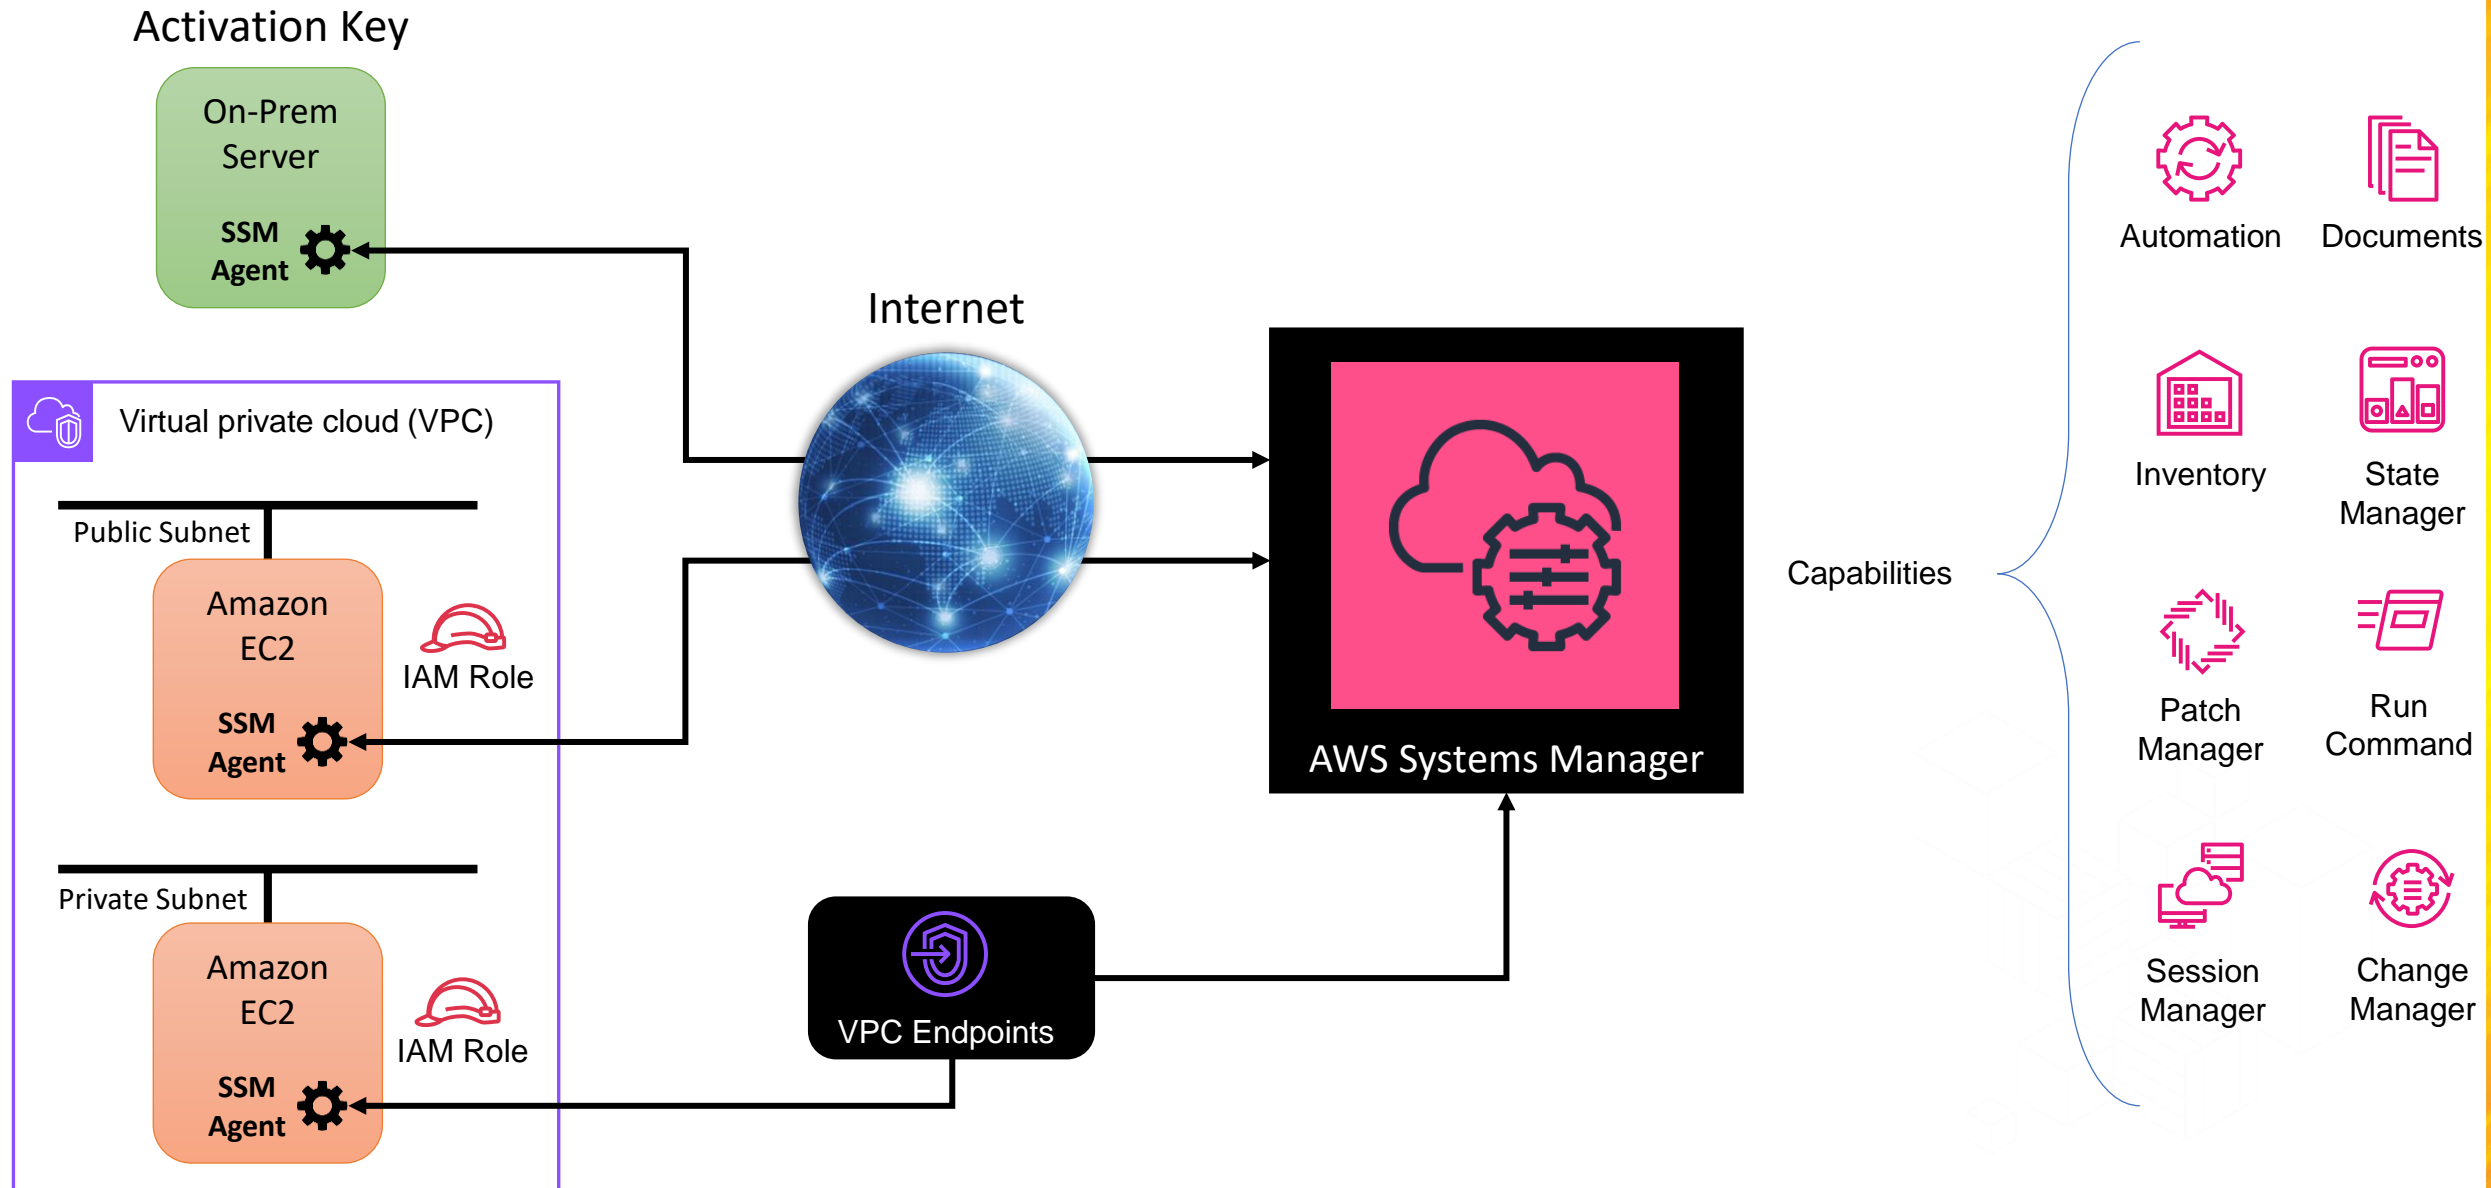 Activation Key
On-Prem
Server
SSM
Agent
Virtual private cloud (VPC)
Public Subnet
Amazon
EC2
IAM Role
SSM
Agent
Private Subnet
Amazon
EC2
IAM Role
SSM
Agent
Internet
VPC Endpoints
AWS Systems Manager
Capabilities
Automation
Documents
Inventory
State
Manager
Patch
Manager
Run
Command
Session
Manager
Change
Manager